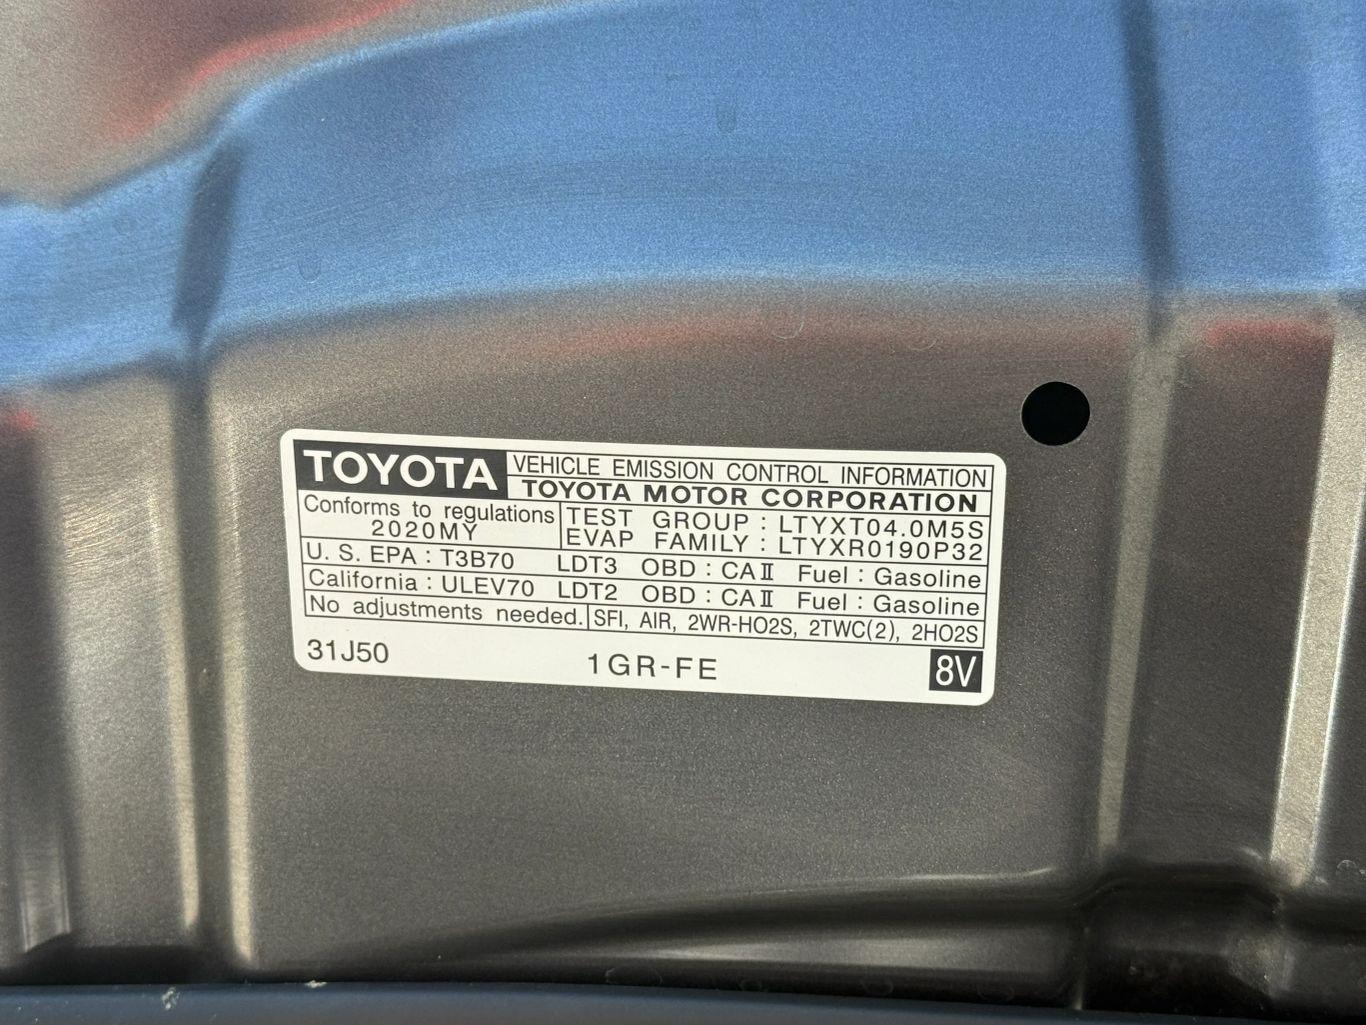 TOYOTA VEHICLE EMISSION CONTROL INFORMATION
TOYOTA MOTOR CORPORATION
Conforms to regulations
2020MY
TEST GROUP : LTYXT04.0M5S
EVAP FAMILY : LTYXR0190P32
U. S. EPA : T3B70 LDT3 OBD : CAⅡ Fuel : Gasoline
California : ULEV70 LDT2 OBD : CAⅡ Fuel : Gasoline
No adjustments needed. SFI, AIR, 2WR-HO2S, 2TWC(2), 2HO2S
31J50 1GR-FE 8V